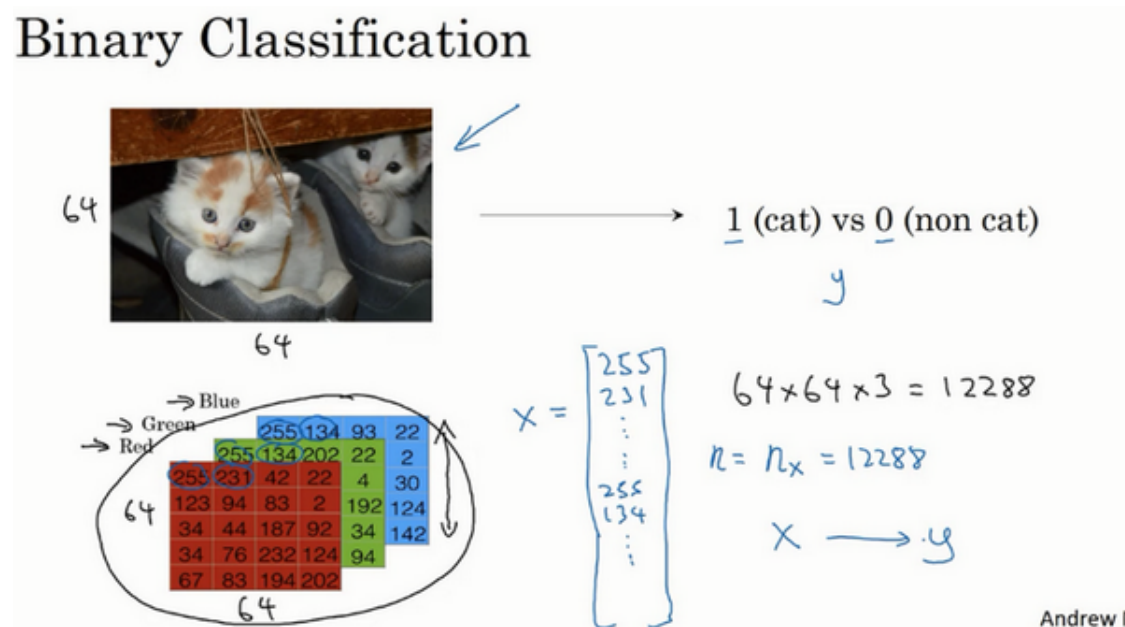 Binary Classification
64
64
1 (cat) vs 0 (non cat)
y
Blue
Green
Red
255 134 93 22
255 134 202 22 2
255 231 42 22 4 30
123 94 83 2 192 124
34 44 187 92 34 142
34 76 232 124 94
67 83 194 202
64
64
x =
255
231
⋮
⋮
255
134
⋮
64×64×3 = 12288
n = nₓ = 12288
x → y
Andrew